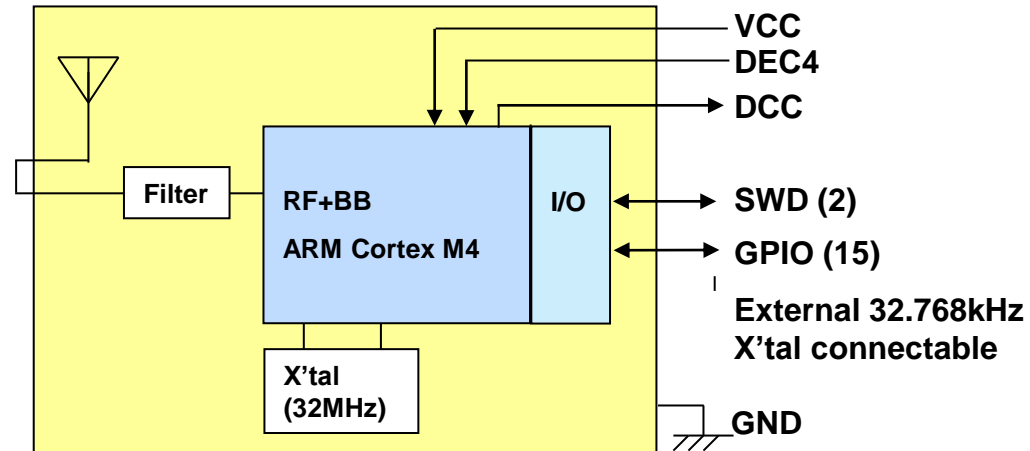 VCC
DEC4
DCC
Filter
RF+BB
ARM Cortex M4
I/O
SWD (2)
GPIO (15)
External 32.768kHz
X'tal connectable
X'tal
(32MHz)
GND